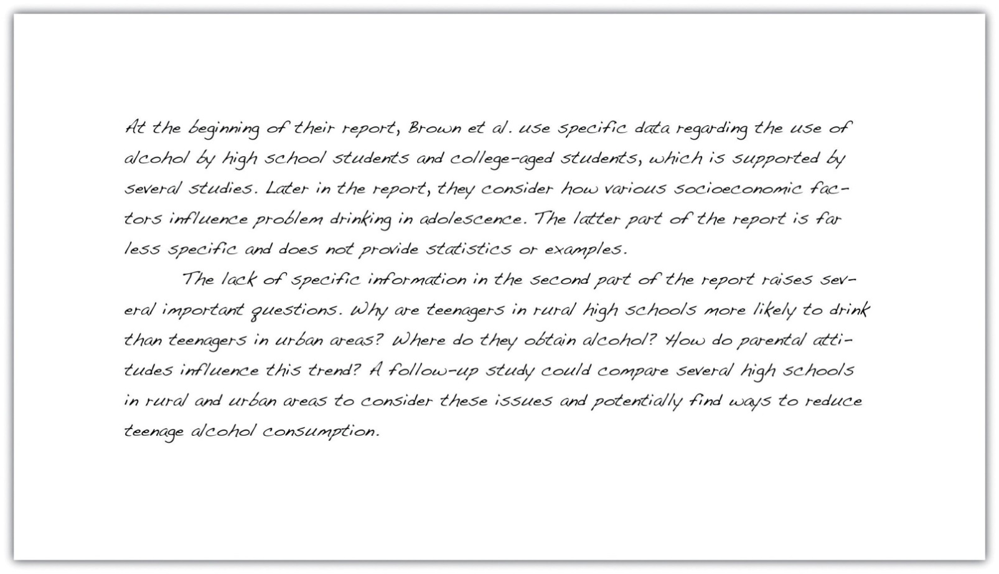 At the beginning of their report, Brown et al. use specific data regarding the use of
alcohol by high school students and college-aged students, which is supported by
several studies. Later in the report, they consider how various socioeconomic fac-
tors influence problem drinking in adolescence. The latter part of the report is far
less specific and does not provide statistics or examples.
The lack of specific information in the second part of the report raises sev-
eral important questions. Why are teenagers in rural high schools more likely to drink
than teenagers in urban areas? Where do they obtain alcohol? How do parental atti-
tudes influence this trend? A follow-up study could compare several high schools
in rural and urban areas to consider these issues and potentially find ways to reduce
teenage alcohol consumption.